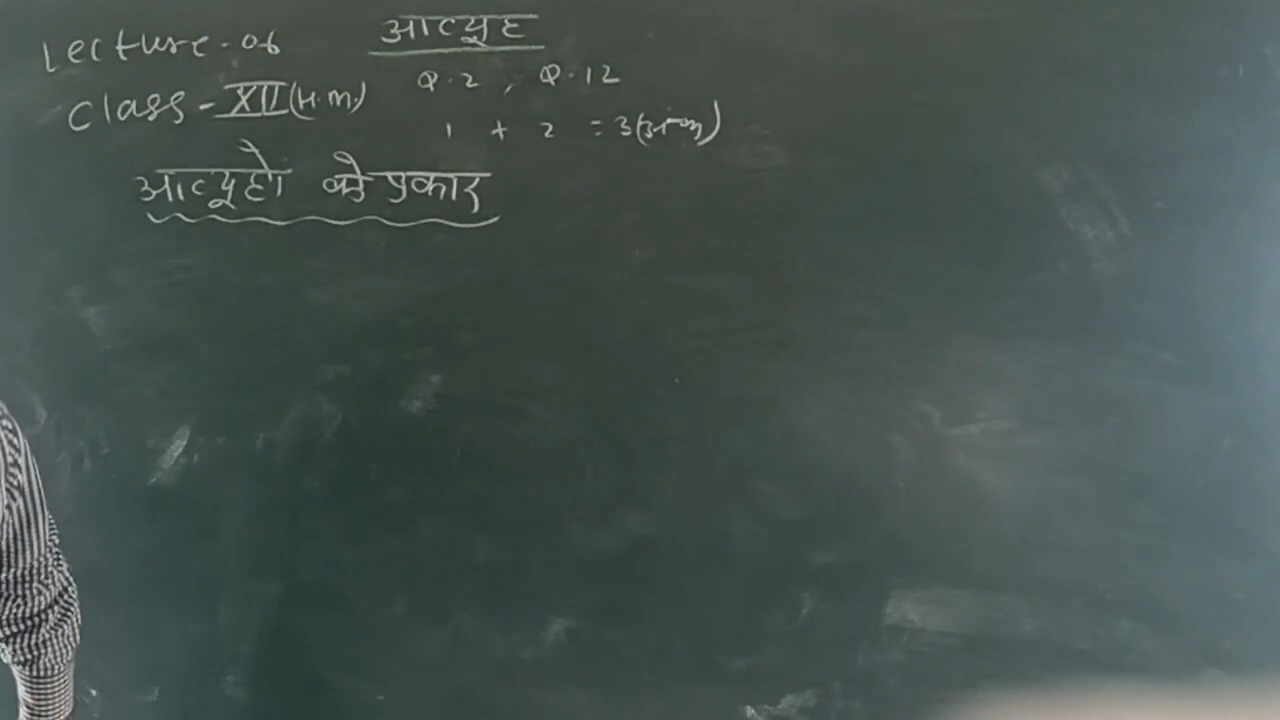 Lecture-06 आव्यूह
Class-XII(H.M.) Q.2, Q.12
1 + 2 = 3(अंक)
आव्यूहों के प्रकार